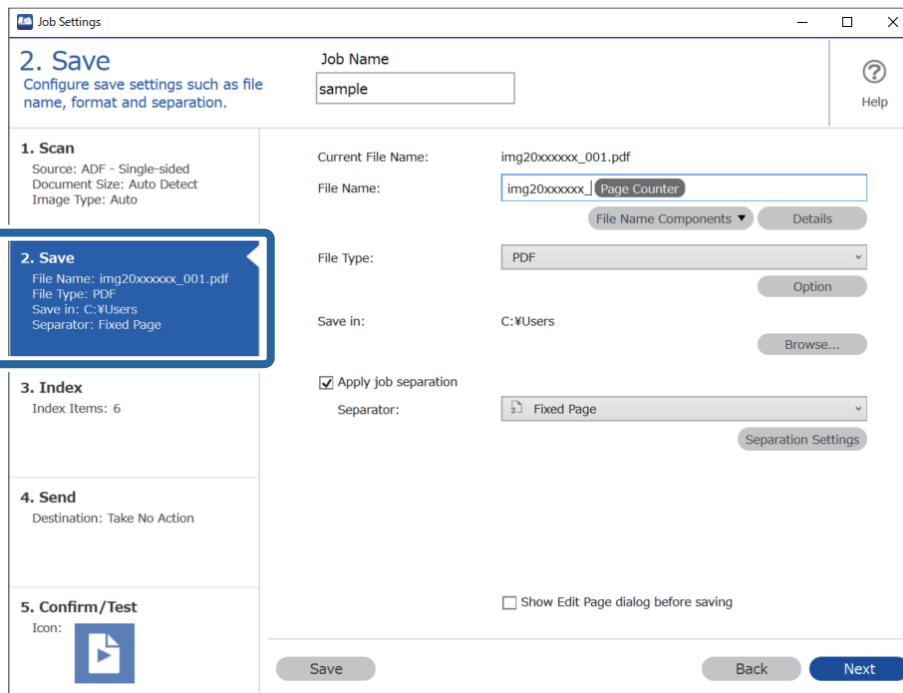 Job Settings
2. Save
Configure save settings such as file
name, format and separation.
Job Name
sample
Help
1. Scan
Source: ADF - Single-sided
Document Size: Auto Detect
Image Type: Auto
2. Save
File Name: img20xxxxxx_001.pdf
File Type: PDF
Save in: C:¥Users
Separator: Fixed Page
3. Index
Index Items: 6
4. Send
Destination: Take No Action
5. Confirm/Test
Icon:
Current File Name: img20xxxxxx_001.pdf
File Name: img20xxxxxx_ Page Counter
File Name Components ▼ Details
File Type: PDF
Option
Save in: C:¥Users
Browse...
Apply job separation
Separator: Fixed Page
Separation Settings
Show Edit Page dialog before saving
Save Back Next